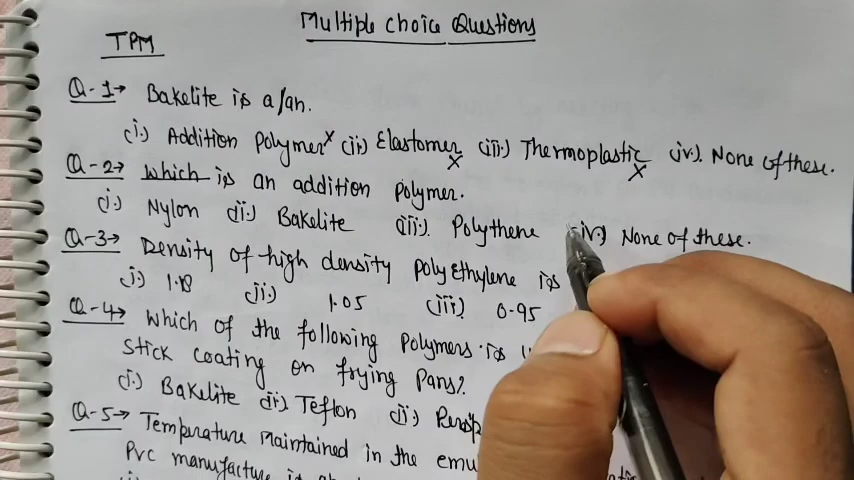 Multiple choice Questions
TPM
Q-1→ Bakelite is a/an.
(i.) Addition Polymer x (ii) Elastomer x (iii) Thermoplastic x (iv). None of these.
Q-2→ Which is an addition polymer.
(i.) Nylon (ii.) Bakelite (iii.). Polythene (iv.) None of these.
Q-3→ Density of high density polyethylene is
(i.) 1.18 (ii.) 1.05 (iii.) 0.95
Q-4→ Which of the following polymers is
Stick coating on frying pans?
(i.) Bakelite (ii). Teflon (ii)
Q-5→ Temperature maintained in the
PVC manufacture is